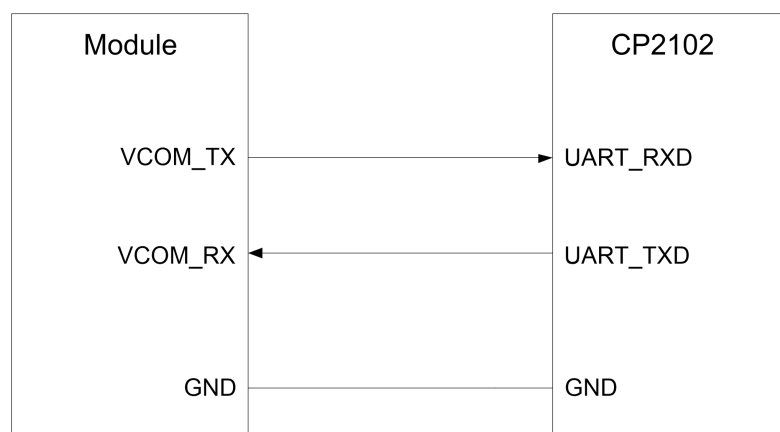 Module
CP2102
VCOM_TX
UART_RXD
VCOM_RX
UART_TXD
GND
GND